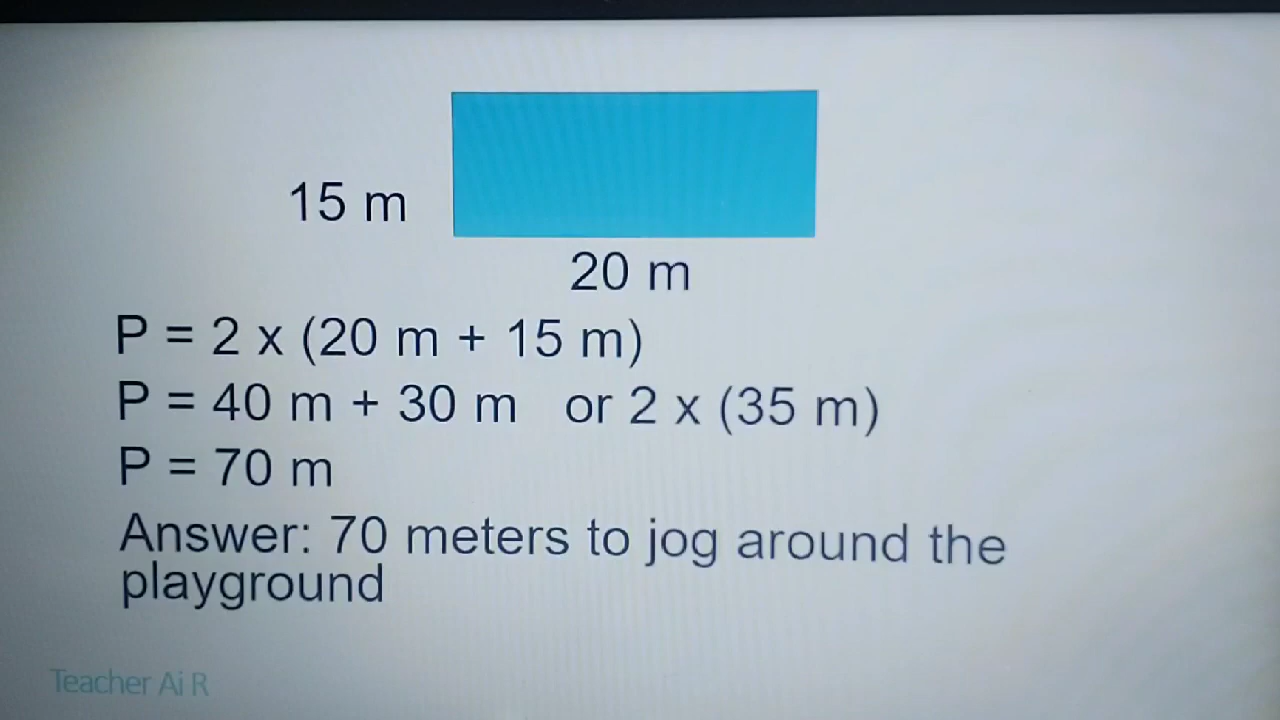 15 m
20 m
P = 2 x (20 m + 15 m)
P = 40 m + 30 m or 2 x (35 m)
P = 70 m
Answer: 70 meters to jog around the
playground
Teacher Ai R